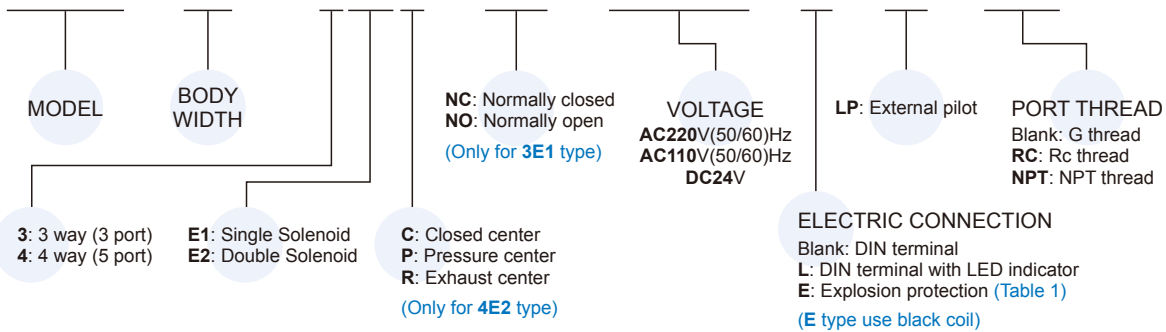 MODEL
BODY
WIDTH
NC: Normally closed
NO: Normally open
(Only for 3E1 type)
VOLTAGE
AC220V(50/60)Hz
AC110V(50/60)Hz
DC24V
LP: External pilot
PORT THREAD
Blank: G thread
RC: Rc thread
NPT: NPT thread
3: 3 way (3 port)
4: 4 way (5 port)
E1: Single Solenoid
E2: Double Solenoid
C: Closed center
P: Pressure center
R: Exhaust center
(Only for 4E2 type)
ELECTRIC CONNECTION
Blank: DIN terminal
L: DIN terminal with LED indicator
E: Explosion protection (Table 1)
(E type use black coil)